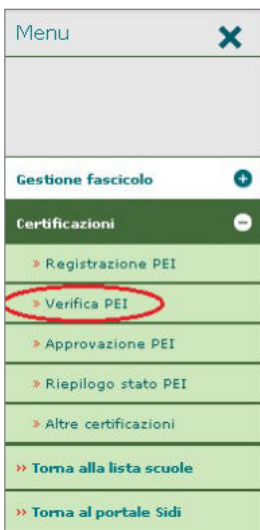 Menu
Gestione fascicolo
Certificazioni
» Registrazione PEI
» Verifica PEI
» Approvazione PEI
» Riepilogo stato PEI
» Altre certificazioni
» Torna alla lista scuole
» Torna al portale Sidi